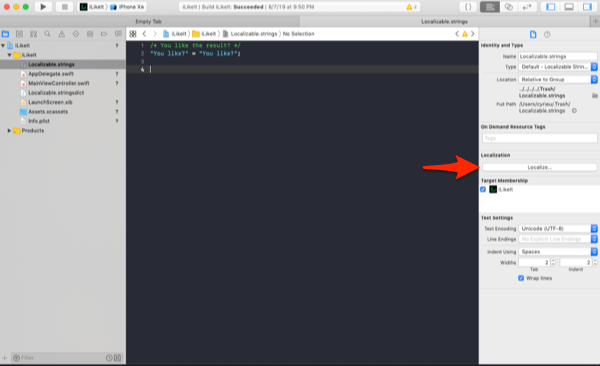 ILikeIt
iPhone Xs
ILikeIt | Build ILikeIt: Succeeded | 8/7/19 at 9:50 PM
2
Empty Tab
Localizable.strings
ILikeIt
?
Localizable.strings
AppDelegate.swift
?
MainViewController.swift
?
Localizable.stringsdict
LaunchScreen.xib
?
Assets.xcassets
?
Info.plist
?
Products
Filter
ILikeIt
ILikeIt
Localizable.strings
No Selection
1 /* You like the result? */
2 "You like?" = "You like?";
3
4
Identity and Type
Name Localizable.strings
Type Default - Localizable Strin...
Location Relative to Group
../../../../Trash/
Localizable.strings
Full Path /Users/cyrieu/.Trash/
Localizable.strings
On Demand Resource Tags
Tags
Localization
Localize...
Target Membership
ILikeIt
Text Settings
Text Encoding Unicode (UTF-8)
Line Endings No Explicit Line Endings
Indent Using Spaces
Widths 2 2
Tab Indent
Wrap lines